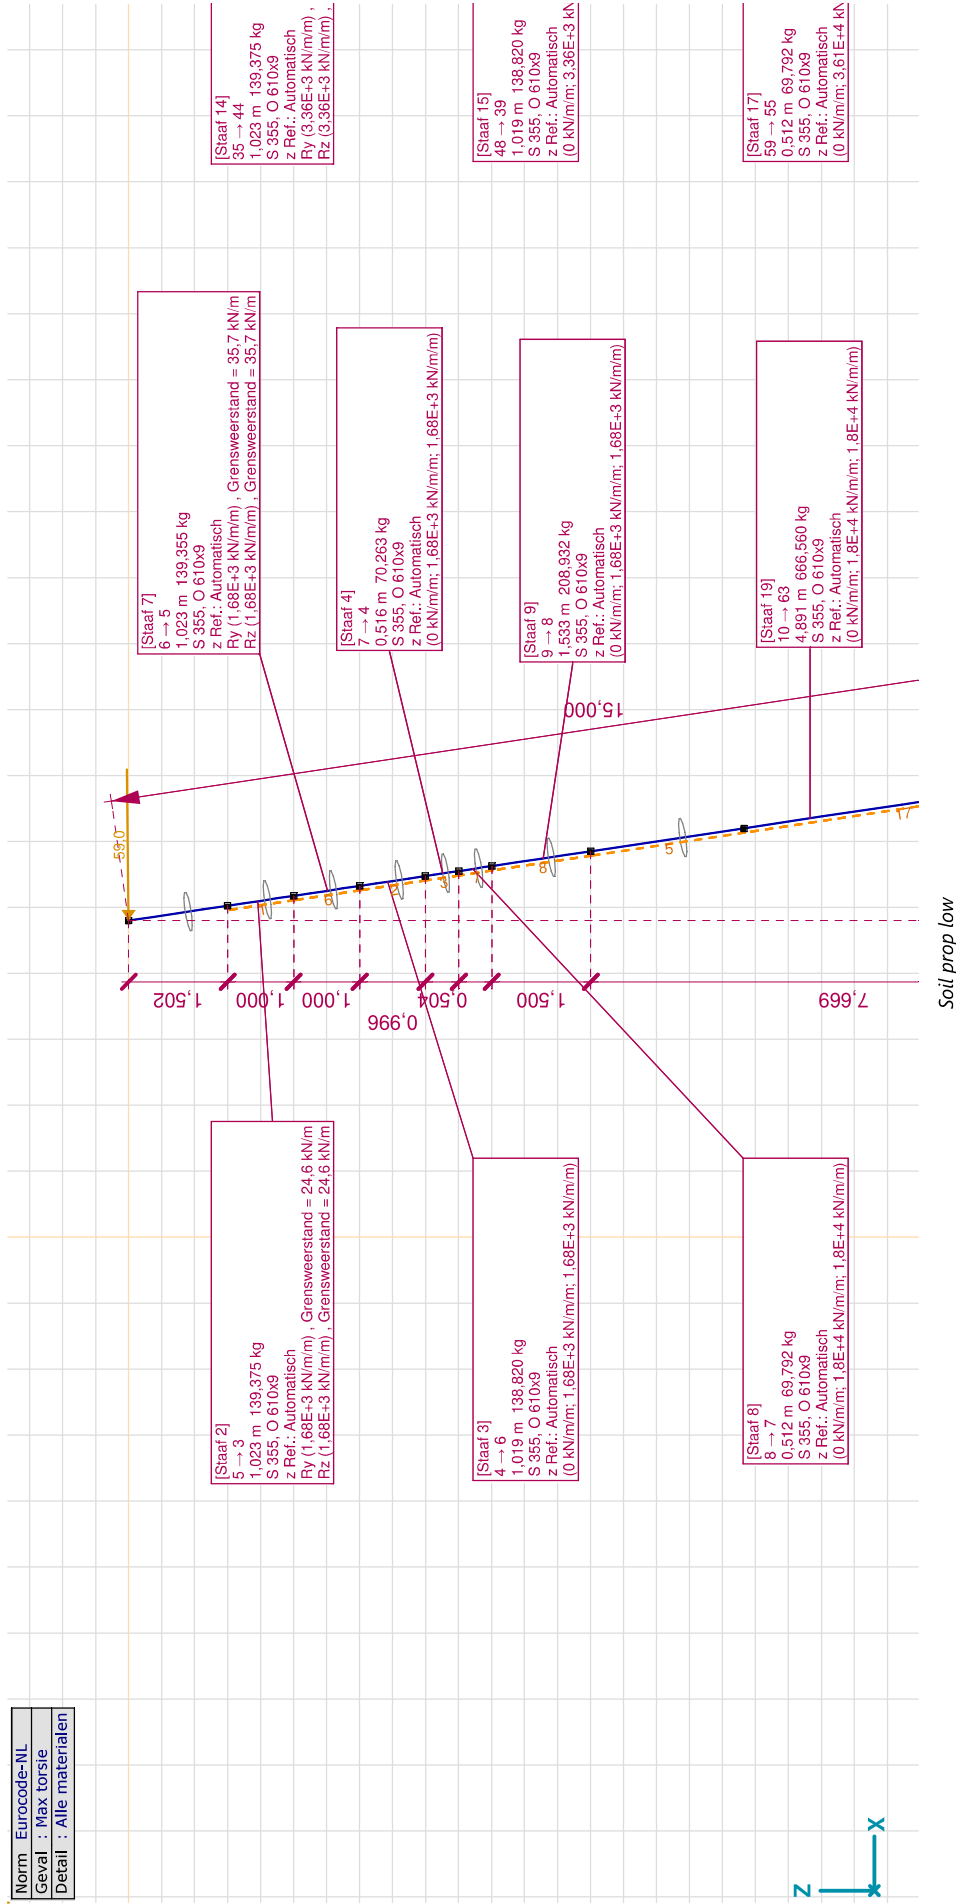 Norm Eurocode-NL
Geval : Max torsie
Detail : Alle materialen
[Staaf 2]
5 → 3
1,023 m 139,375 kg
S 355, O 610x9
z Ref.: Automatisch
Ry (1,68E+3 kN/m/m) , Grensweerstand = 24,6 kN/m
Rz (1,68E+3 kN/m/m) , Grensweerstand = 24,6 kN/m
[Staaf 3]
4 → 6
1,019 m 138,820 kg
S 355, O 610x9
z Ref.: Automatisch
(0 kN/m/m; 1,68E+3 kN/m/m; 1,68E+3 kN/m/m)
[Staaf 8]
8 → 7
0,512 m 69,792 kg
S 355, O 610x9
z Ref.: Automatisch
(0 kN/m/m; 1,8E+4 kN/m/m; 1,8E+4 kN/m/m)
1,502
1,000
1,000
0,996
0,504
1,500
7,669
59,0
6
8
5
17
15,000
[Staaf 7]
6 → 5
1,023 m 139,355 kg
S 355, O 610x9
z Ref.: Automatisch
Ry (1,68E+3 kN/m/m) , Grensweerstand = 35,7 kN/m
Rz (1,68E+3 kN/m/m) , Grensweerstand = 35,7 kN/m
[Staaf 4]
7 → 4
0,516 m 70,263 kg
S 355, O 610x9
z Ref.: Automatisch
(0 kN/m/m; 1,68E+3 kN/m/m; 1,68E+3 kN/m/m)
[Staaf 9]
9 → 8
1,533 m 208,932 kg
S 355, O 610x9
z Ref.: Automatisch
(0 kN/m/m; 1,68E+3 kN/m/m; 1,68E+3 kN/m/m)
[Staaf 19]
10 → 63
4,891 m 666,560 kg
S 355, O 610x9
z Ref.: Automatisch
(0 kN/m/m; 1,8E+4 kN/m/m; 1,8E+4 kN/m/m)
[Staaf 14]
35 → 44
1,023 m 139,375 kg
S 355, O 610x9
z Ref.: Automatisch
Ry (3,36E+3 kN/m/m) ,
Rz (3,36E+3 kN/m/m) ,
[Staaf 15]
48 → 39
1,019 m 138,820 kg
S 355, O 610x9
z Ref.: Automatisch
(0 kN/m/m; 3,36E+3 kN
[Staaf 17]
59 → 55
0,512 m 69,792 kg
S 355, O 610x9
z Ref.: Automatisch
(0 kN/m/m; 3,61E+4 kN
Z
X
Soil prop low